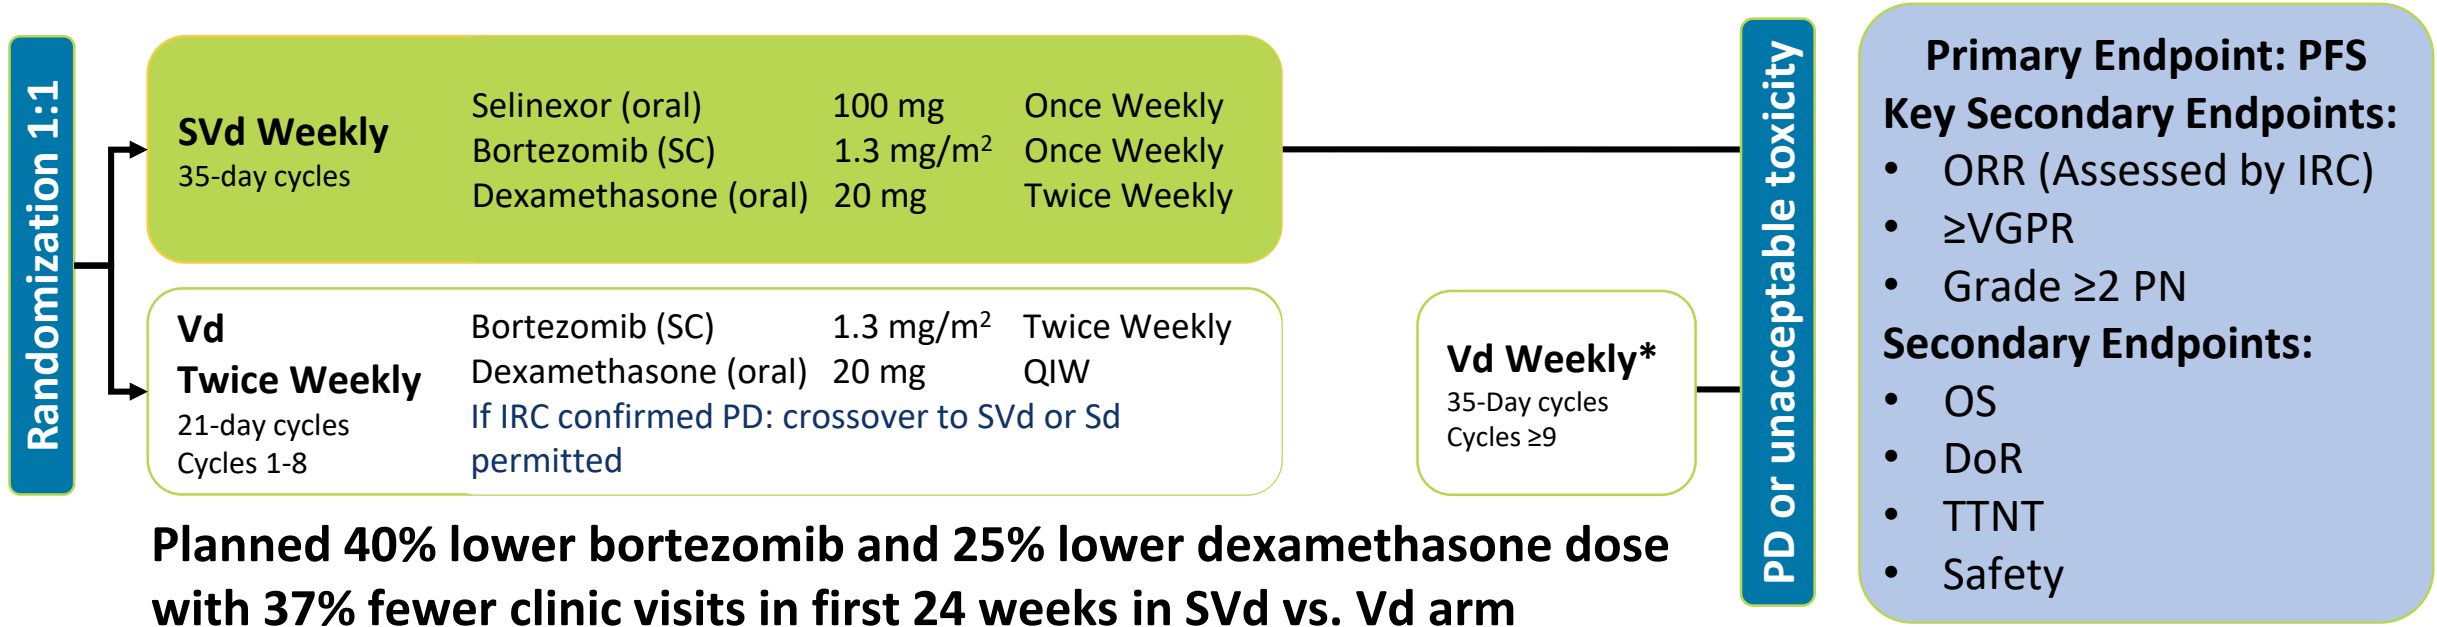 Randomization 1:1
SVd Weekly
35-day cycles
Selinexor (oral) 100 mg Once Weekly
Bortezomib (SC) 1.3 mg/m² Once Weekly
Dexamethasone (oral) 20 mg Twice Weekly
Vd
Twice Weekly
21-day cycles
Cycles 1-8
Bortezomib (SC) 1.3 mg/m² Twice Weekly
Dexamethasone (oral) 20 mg QIW
If IRC confirmed PD: crossover to SVd or Sd
permitted
Vd Weekly*
35-Day cycles
Cycles ≥9
PD or unacceptable toxicity
Primary Endpoint: PFS
Key Secondary Endpoints:
• ORR (Assessed by IRC)
• ≥VGPR
• Grade ≥2 PN
Secondary Endpoints:
• OS
• DoR
• TTNT
• Safety
Planned 40% lower bortezomib and 25% lower dexamethasone dose
with 37% fewer clinic visits in first 24 weeks in SVd vs. Vd arm